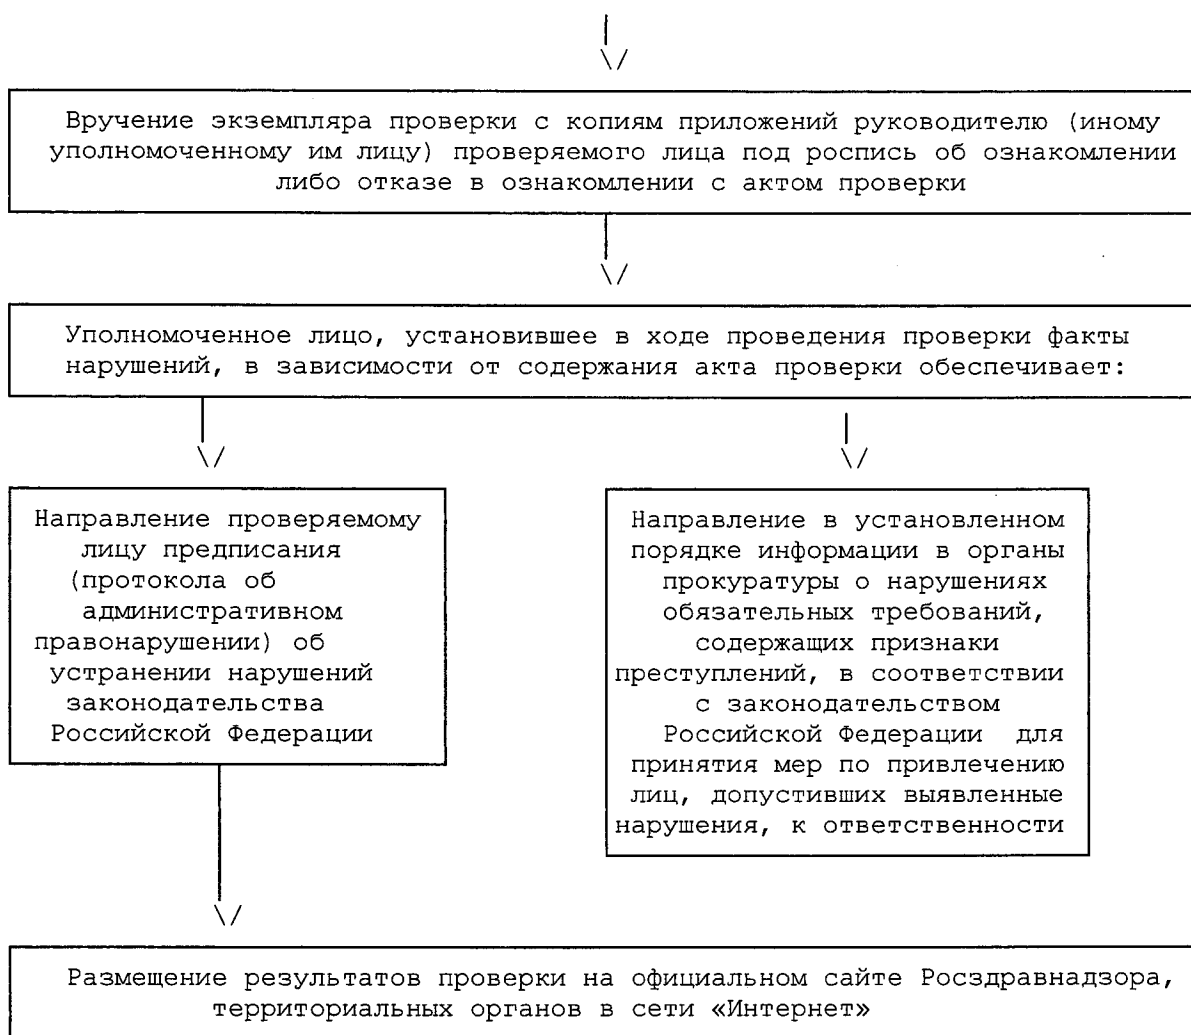 Вручение экземпляра проверки с копиям приложений руководителю (иному
уполномоченному им лицу) проверяемого лица под роспись об ознакомлении
либо отказе в ознакомлении с актом проверки
Уполномоченное лицо, установившее в ходе проведения проверки факты
нарушений, в зависимости от содержания акта проверки обеспечивает:
Направление проверяемому
лицу предписания
(протокола об
административном
правонарушении) об
устранении нарушений
законодательства
Российской Федерации
Направление в установленном
порядке информации в органы
прокуратуры о нарушениях
обязательных требований,
содержащих признаки
преступлений, в соответствии
с законодательством
Российской Федерации для
принятия мер по привлечению
лиц, допустивших выявленные
нарушения, к ответственности
Размещение результатов проверки на официальном сайте Росздравнадзора,
территориальных органов в сети «Интернет»